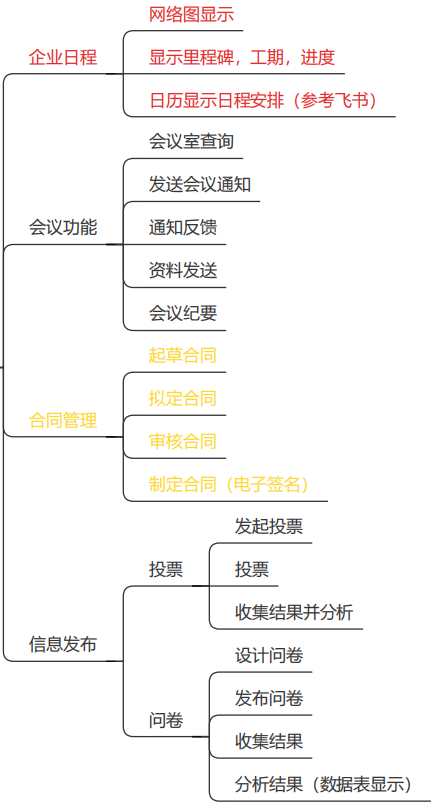 网络图显示
企业日程
显示里程碑，工期，进度
日历显示日程安排（参考飞书）
会议室查询
发送会议通知
会议功能
通知反馈
资料发送
会议纪要
起草合同
拟定合同
合同管理
审核合同
制定合同（电子签名）
发起投票
投票
投票
收集结果并分析
信息发布
设计问卷
发布问卷
问卷
收集结果
分析结果（数据表显示）